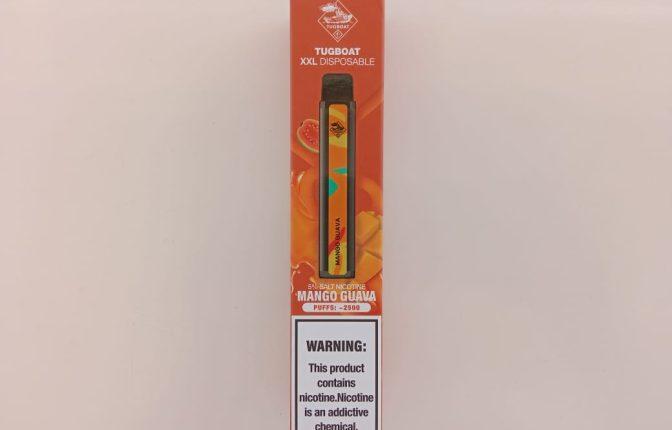 TUGBOAT
TUGBOAT
XXL DISPOSABLE
MANGO GUAVA
5% SALT NICOTINE
MANGO GUAVA
PUFFS: ~2500
WARNING:
This product
contains
nicotine.Nicotine
is an addictive
chemical.